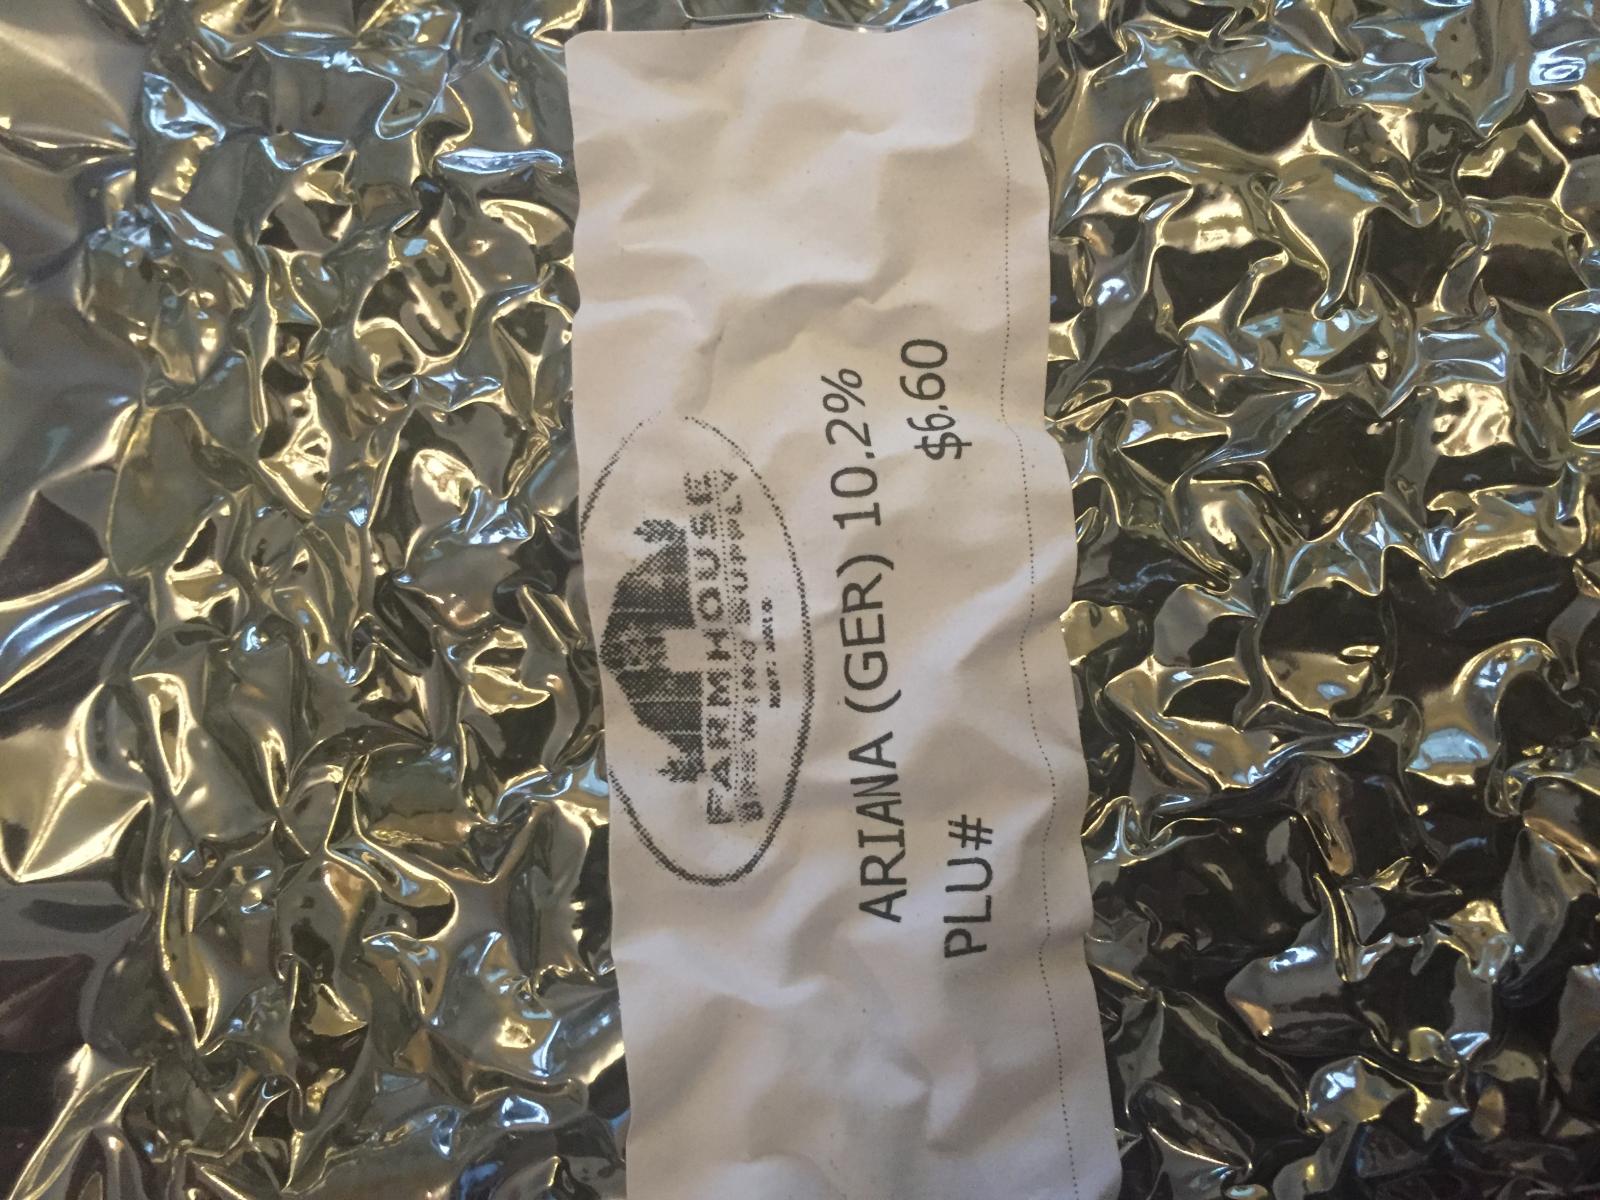 FARMHOUSE
BREWING SUPPLY
ARIANA (GER) 10.2%
$6.60
PLU#